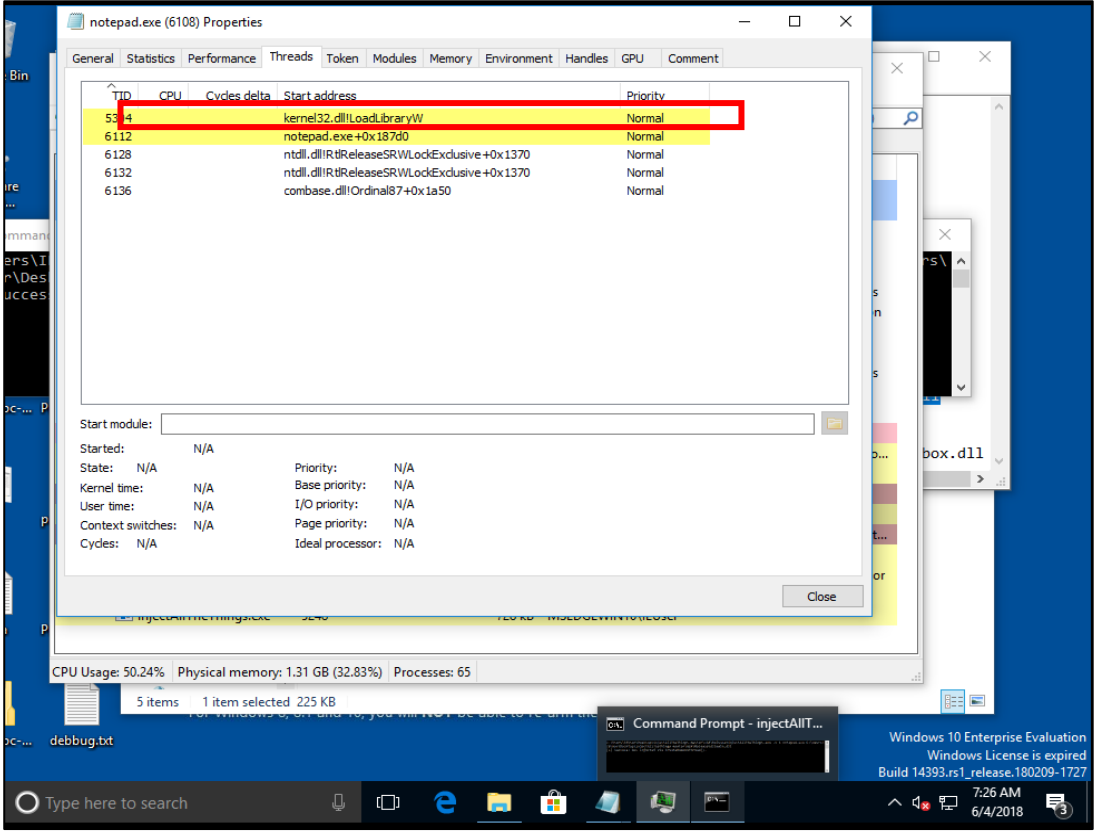 notepad.exe (6108) Properties
General Statistics Performance Threads Token Modules Memory Environment Handles GPU Comment
TID CPU Cycles delta Start address Priority
kernel32.dll!LoadLibraryW Normal
6112 notepad.exe+0x187d0 Normal
6128 ntdll.dll!RtlReleaseSRWLockExclusive+0x1370 Normal
6132 ntdll.dll!RtlReleaseSRWLockExclusive+0x1370 Normal
6136 combase.dll!Ordinal87+0x1a50 Normal
Start module:
Started: N/A
State: N/A Priority: N/A
Kernel time: N/A Base priority: N/A
User time: N/A I/O priority: N/A
Context switches: N/A Page priority: N/A
Cycles: N/A Ideal processor: N/A
Close
Bin
box.dll
CPU Usage: 50.24% Physical memory: 1.31 GB (32.83%) Processes: 65
5 items 1 item selected 225 KB
debbug.txt
Command Prompt - injectAllT...
Windows 10 Enterprise Evaluation
Windows License is expired
Build 14393.rs1_release.180209-1727
Type here to search
7:26 AM
6/4/2018
3